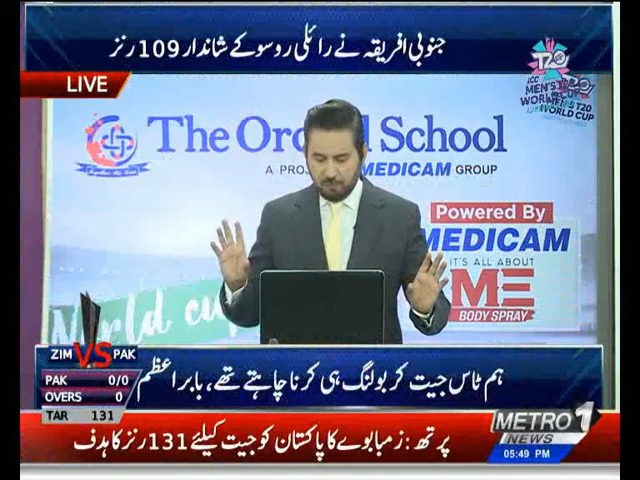 جنوبی افریقہ نے رائلی روسو کے شاندار 109 رنز
LIVE
ICC
MEN'S T20
WORLD CUP
The Or d School
A PROJ MEDICAM GROUP
Powered By
MEDICAM
IT'S ALL ABOUT
ME
BODY SPRAY
World cu
ZIM VS PAK
PAK 0/0
OVERS 0
TAR 131
ہم ٹاس جیت کر بولنگ ہی کرنا چاہتے تھے، بابر اعظم
پرتھ : زمبابوے کا پاکستان کو جیت کیلئے 131 رنز کا ہدف
METRO 1
NEWS
05:49 PM